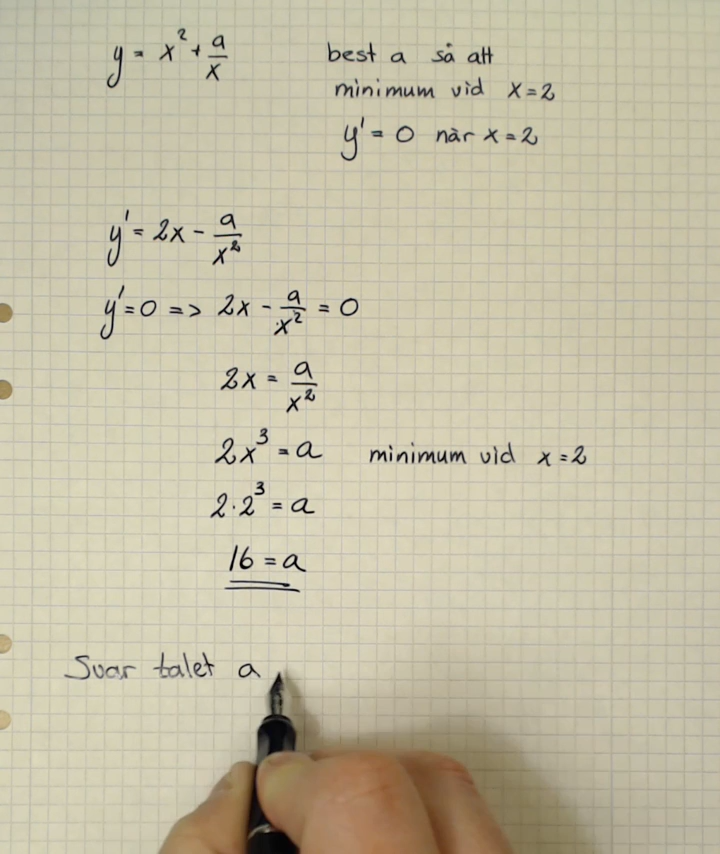 y = x² + a/x
best a så att
minimum vid x = 2
y' = 0 när x = 2
y' = 2x - a/x²
y' = 0 => 2x - a/x² = 0
2x = a/x²
2x³ = a minimum vid x = 2
2·2³ = a
16 = a
Svar talet a